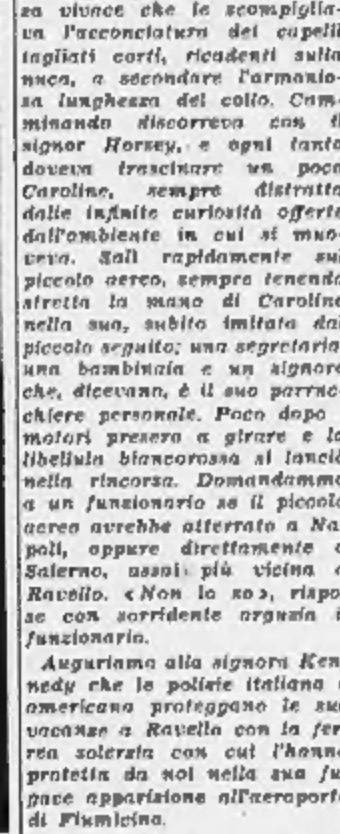 za vivace che le scompiglia-
va l'acconciatura dei capelli
tagliati corti, ricadenti sulla
nuca, a secondare l'armonio-
sa lunghezza del collo. Cam-
minando discorreva con il
signor Horsey, e ogni tanto
doveva trascinare un poco
Caroline, sempre distratta
dalle infinite curiosità offerte
dall'ambiente in cui si muo-
veva. Salì rapidamente sul
piccolo aereo, sempre tenendo
stretta la mano di Caroline
nella sua, subito imitata dal
piccolo seguito: una segretaria,
una bambinaia e un signore
che, dicevano, è il suo parruc-
chiere personale. Poco dopo i
motori presero a girare e la
libellula biancorossa si lanciò
nella rincorsa. Domandammo
a un funzionario se il piccolo
aereo avrebbe atterrato a Na-
poli, oppure direttamente a
Salerno, assai più vicina a
Ravello. «Non lo so», rispo-
se con sorridente arguzia il
funzionario.
Auguriamo alla signora Ken-
nedy che le polizie italiana e
americana proteggano le sue
vacanze a Ravello con la fer-
rea solerzia con cui l'hanno
protetta da noi nella sua fu-
gace apparizione all'aeroporto
di Fiumicino.